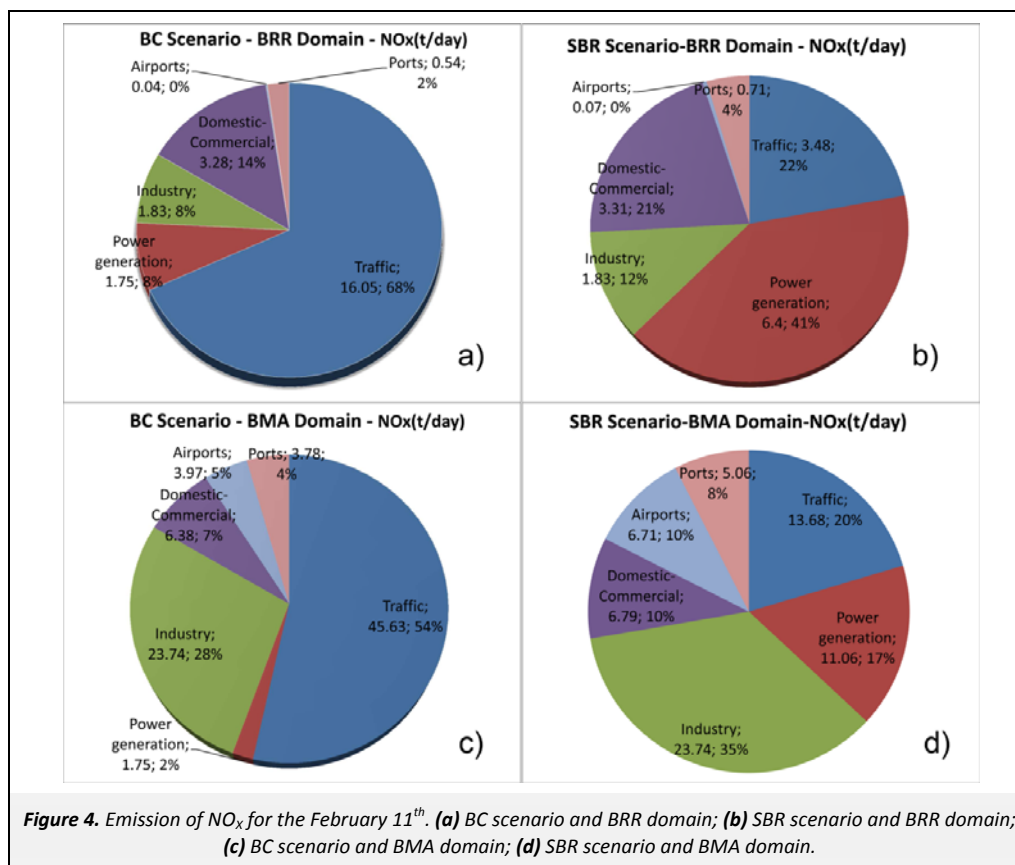 BC Scenario - BRR Domain - NOx(t/day)
Airports;
0.04; 0%
Ports; 0.54
2%
Domestic-
Commercial;
3.28; 14%
Industry;
1.83; 8%
Power
generation;
1.75; 8%
Traffic;
16.05; 68%
a)
SBR Scenario-BRR Domain - NOx(t/day)
Airports;
0.07; 0%
Ports; 0.71;
4%
Traffic; 3.48;
22%
Domestic-
Commercial;
3.31; 21%
Industry;
1.83; 12%
Power
generation;
6.4; 41%
b)
BC Scenario - BMA Domain - NOx(t/day)
Airports;
3.97; 5%
Ports; 3.78;
4%
Domestic-
Commercial;
6.38; 7%
Traffic;
45.63; 54%
Industry;
23.74; 28%
Power
generation;
1.75; 2%
c)
SBR Scenario-BMA Domain-NOx(t/day)
Ports; 5.06;
8%
Traffic;
13.68; 20%
Airports;
6.71; 10%
Domestic-
Commercial;
6.79; 10%
Power
generation;
11.06; 17%
Industry;
23.74; 35%
d)
Figure 4. Emission of NOX for the February 11th. (a) BC scenario and BRR domain; (b) SBR scenario and BRR domain;
(c) BC scenario and BMA domain; (d) SBR scenario and BMA domain.